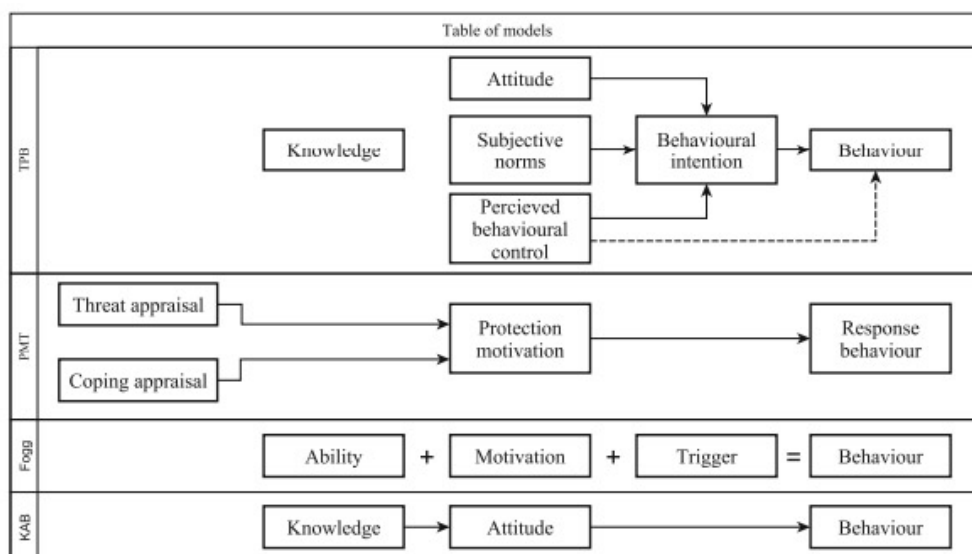 Table of models
TPB
Attitude
Knowledge
Subjective
norms
Behavioural
intention
Behaviour
Percieved
behavioural
control
PMT
Threat appraisal
Coping appraisal
Protection
motivation
Response
behaviour
Fogg
Ability + Motivation + Trigger = Behaviour
KAB
Knowledge
Attitude
Behaviour